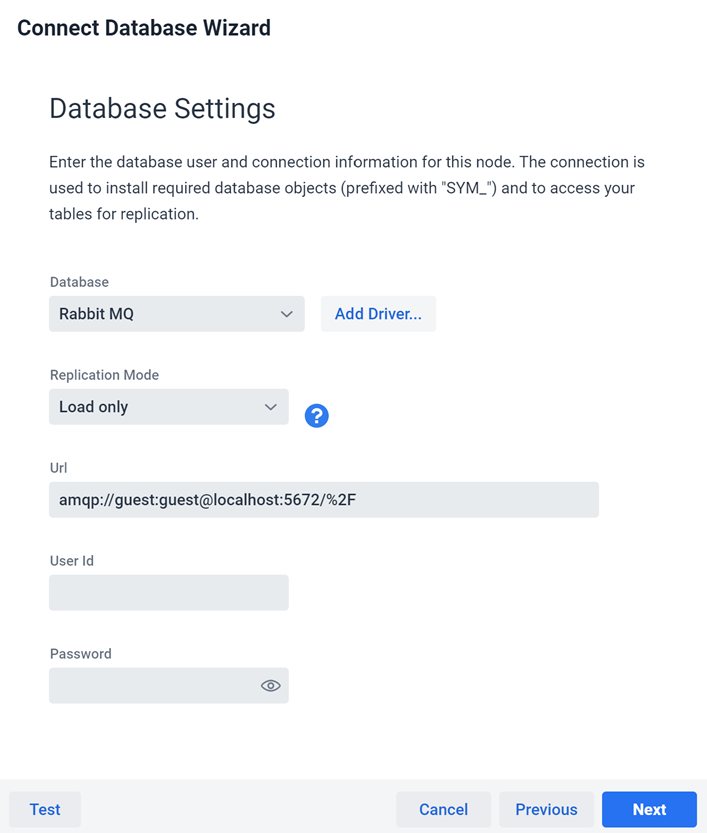 Connect Database Wizard
Database Settings
Enter the database user and connection information for this node. The connection is
used to install required database objects (prefixed with "SYM_") and to access your
tables for replication.
Database
Rabbit MQ
Add Driver...
Replication Mode
Load only
?
Url
amqp://guest:guest@localhost:5672/%2F
User Id
Password
Test
Cancel
Previous
Next